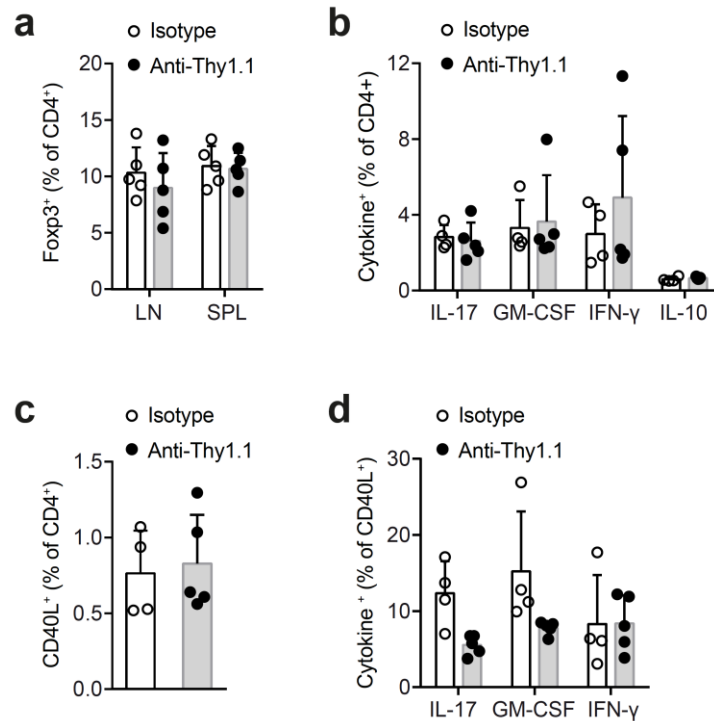 a
Isotype
Anti-Thy1.1
Foxp3⁺ (% of CD4⁺)
20
15
10
5
0
LN SPL
b
Isotype
Anti-Thy1.1
Cytokine⁺ (% of CD4+)
12
8
4
0
IL-17 GM-CSF IFN-γ IL-10
c
Isotype
Anti-Thy1.1
CD40L⁺ (% of CD4⁺)
1.5
1.0
0.5
0.0
d
Isotype
Anti-Thy1.1
Cytokine ⁺ (% of CD40L⁺)
30
20
10
0
IL-17 GM-CSF IFN-γ